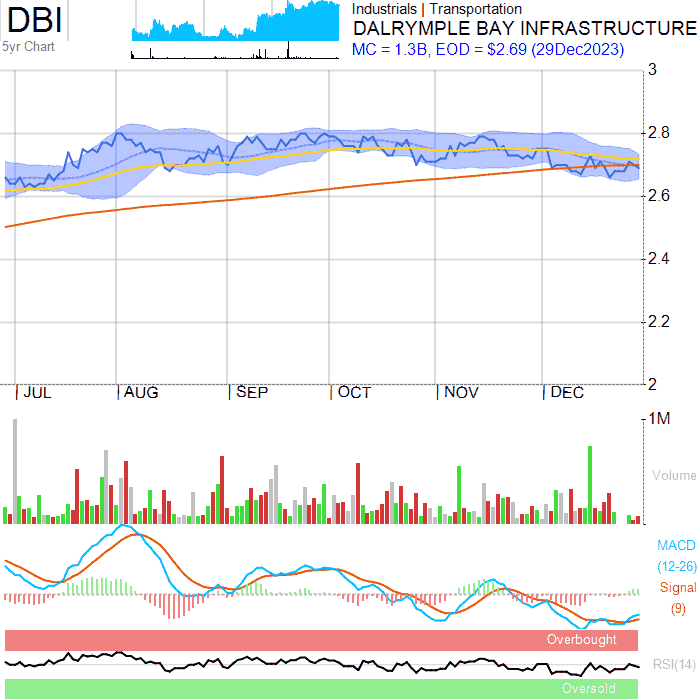 DBI
5yr Chart
Industrials | Transportation
DALRYMPLE BAY INFRASTRUCTURE
MC = 1.3B, EOD = $2.69 (29Dec2023)
3
2.8
2.6
2.4
2.2
2
JUL AUG SEP OCT NOV DEC
1M
Volume
MACD
(12-26)
Signal
(9)
Overbought
RSI(14)
Oversold